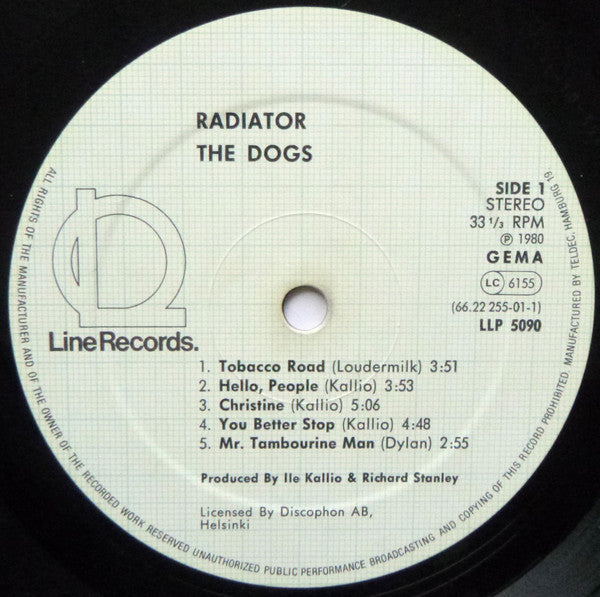 RADIATOR
THE DOGS
SIDE 1
STEREO
33 1/3 RPM
℗ 1980
GEMA
LC 6155
(66.22 255-01-1)
LLP 5090
LineRecords.
1. Tobacco Road (Loudermilk) 3:51
2. Hello, People (Kallio) 3:53
3. Christine (Kallio) 5:06
4. You Better Stop (Kallio) 4:48
5. Mr. Tambourine Man (Dylan) 2:55
Produced By Ile Kallio & Richard Stanley
Licensed By Discophon AB,
Helsinki
ALL RIGHTS OF THE MANUFACTURER AND OF THE OWNER OF THE RECORDED WORK RESERVED UNAUTHORIZED PUBLIC PERFORMANCE BROADCASTING AND COPYING OF THIS RECORD PROHIBITED. MANUFACTURED BY TELDEC, HAMBURG 19